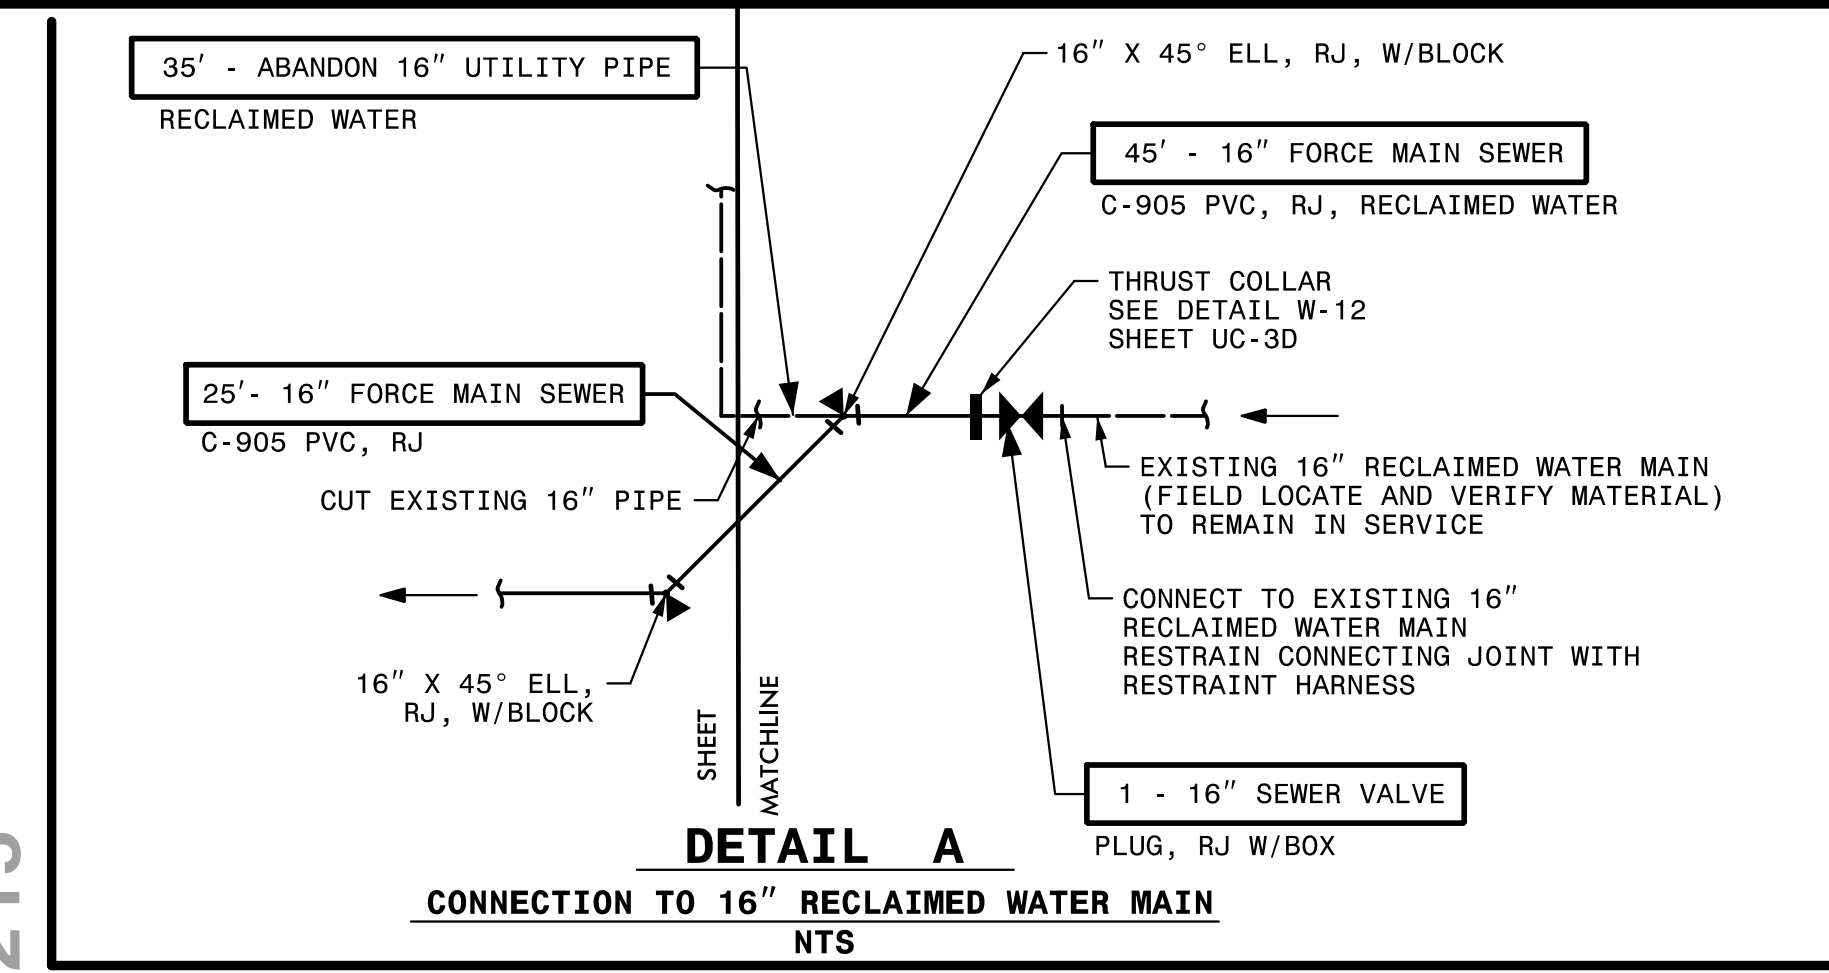 35' - ABANDON 16" UTILITY PIPE
RECLAIMED WATER
16" X 45° ELL, RJ, W/BLOCK
45' - 16" FORCE MAIN SEWER
C-905 PVC, RJ, RECLAIMED WATER
THRUST COLLAR
SEE DETAIL W-12
SHEET UC-3D
25'- 16" FORCE MAIN SEWER
C-905 PVC, RJ
CUT EXISTING 16" PIPE
EXISTING 16" RECLAIMED WATER MAIN
(FIELD LOCATE AND VERIFY MATERIAL)
TO REMAIN IN SERVICE
CONNECT TO EXISTING 16"
RECLAIMED WATER MAIN
RESTRAIN CONNECTING JOINT WITH
RESTRAINT HARNESS
16" X 45° ELL,
RJ, W/BLOCK
SHEET
MATCHLINE
1 - 16" SEWER VALVE
PLUG, RJ W/BOX
DETAIL A
CONNECTION TO 16" RECLAIMED WATER MAIN
NTS